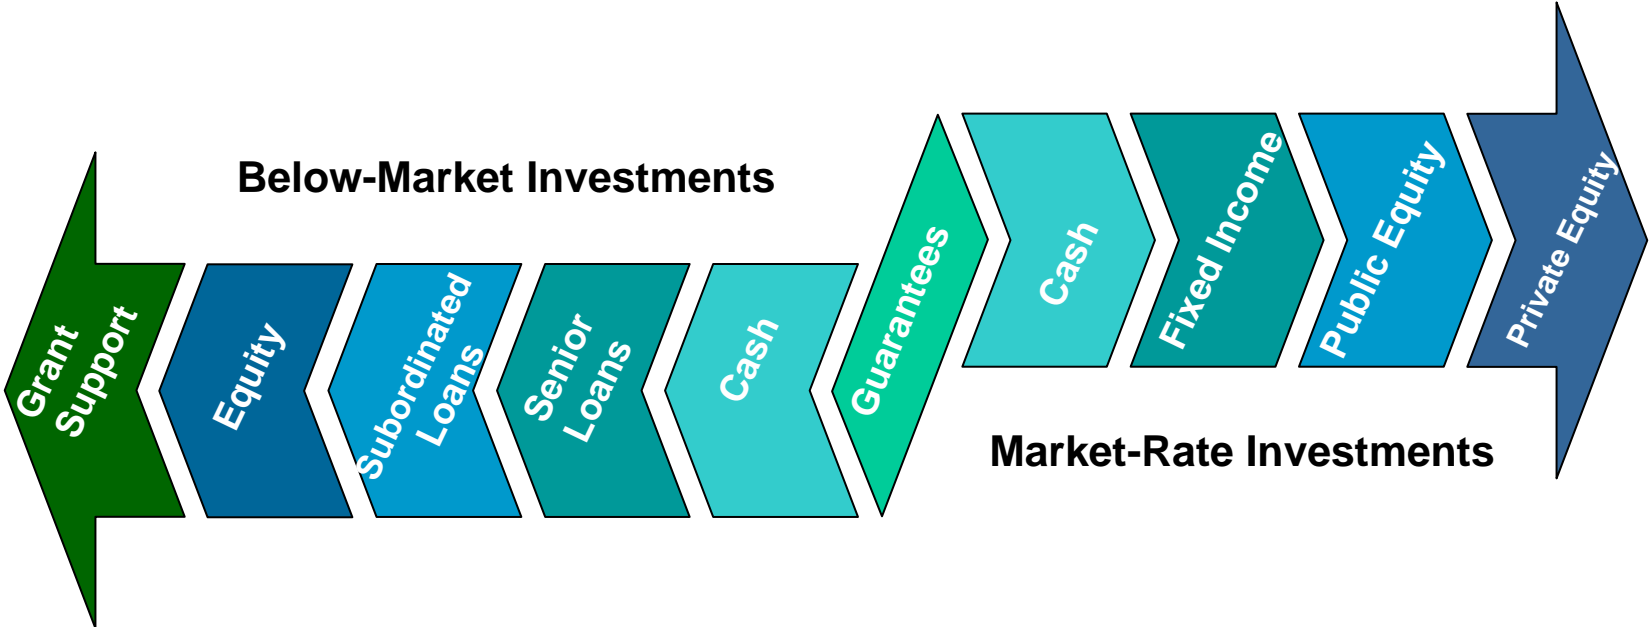 Below-Market Investments
Grant
Support
Equity
Subordinated
Loans
Senior
Loans
Cash
Guarantees
Cash
Fixed Income
Public Equity
Private Equity
Market-Rate Investments